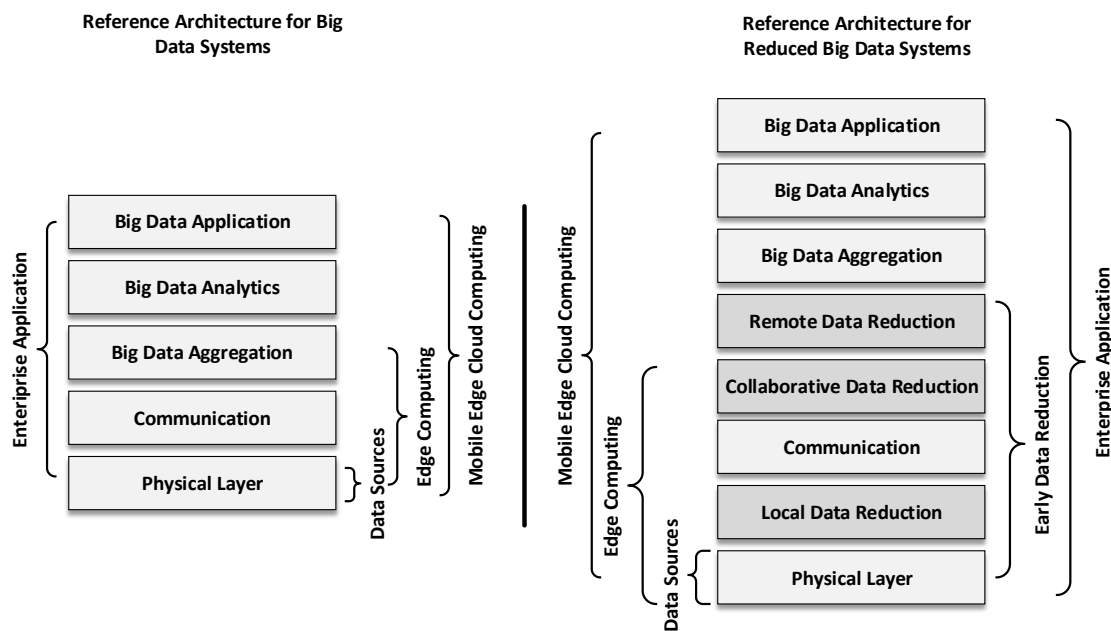 Reference Architecture for Big
Data Systems
Enteriprise Application
Big Data Application
Big Data Analytics
Big Data Aggregation
Communication
Physical Layer
Data Sources
Edge Computing
Mobile Edge Cloud Computing
Reference Architecture for
Reduced Big Data Systems
Mobile Edge Cloud Computing
Edge Computing
Data Sources
Big Data Application
Big Data Analytics
Big Data Aggregation
Remote Data Reduction
Collaborative Data Reduction
Communication
Local Data Reduction
Physical Layer
Early Data Reduction
Enterprise Application